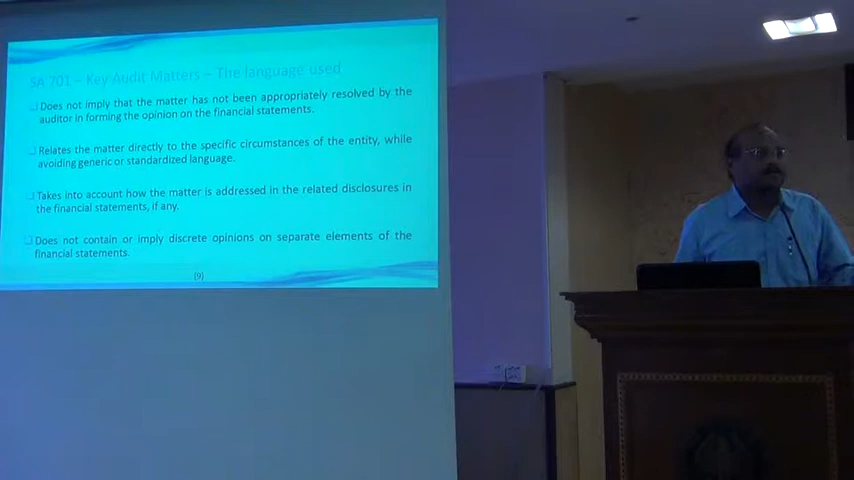 SA 701 – Key Audit Matters – The language used
Does not imply that the matter has not been appropriately resolved by the
auditor in forming the opinion on the financial statements.
Relates the matter directly to the specific circumstances of the entity, while
avoiding generic or standardized language.
Takes into account how the matter is addressed in the related disclosures in
the financial statements, if any.
Does not contain or imply discrete opinions on separate elements of the
financial statements.
(9)